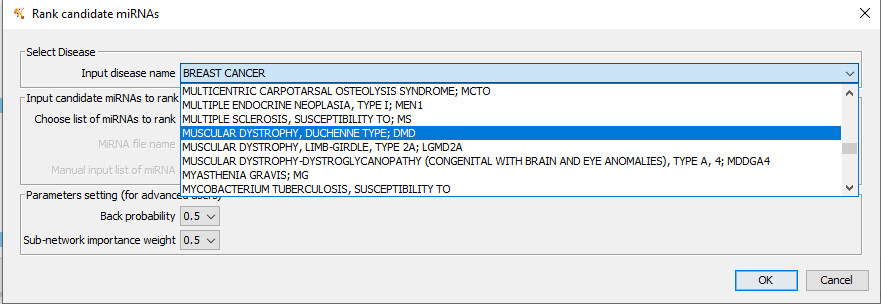 Rank candidate miRNAs
Select Disease
Input disease name BREAST CANCER
MULTICENTRIC CARPOTARSAL OSTEOLYSIS SYNDROME; MCTO
Input candidate miRNAs to rank MULTIPLE ENDOCRINE NEOPLASIA, TYPE I; MEN1
Choose list of miRNAs to rank MULTIPLE SCLEROSIS, SUSCEPTIBILITY TO; MS
MUSCULAR DYSTROPHY, DUCHENNE TYPE; DMD
MiRNA file name MUSCULAR DYSTROPHY, LIMB-GIRDLE, TYPE 2A; LGMD2A
MUSCULAR DYSTROPHY-DYSTROGLYCANOPATHY (CONGENITAL WITH BRAIN AND EYE ANOMALIES), TYPE A, 4; MDDGA4
Manual input list of miRNA MYASTHENIA GRAVIS; MG
MYCOBACTERIUM TUBERCULOSIS, SUSCEPTIBILITY TO
Parameters setting (for advanced users)
Back probability 0.5
Sub-network importance weight 0.5
OK Cancel